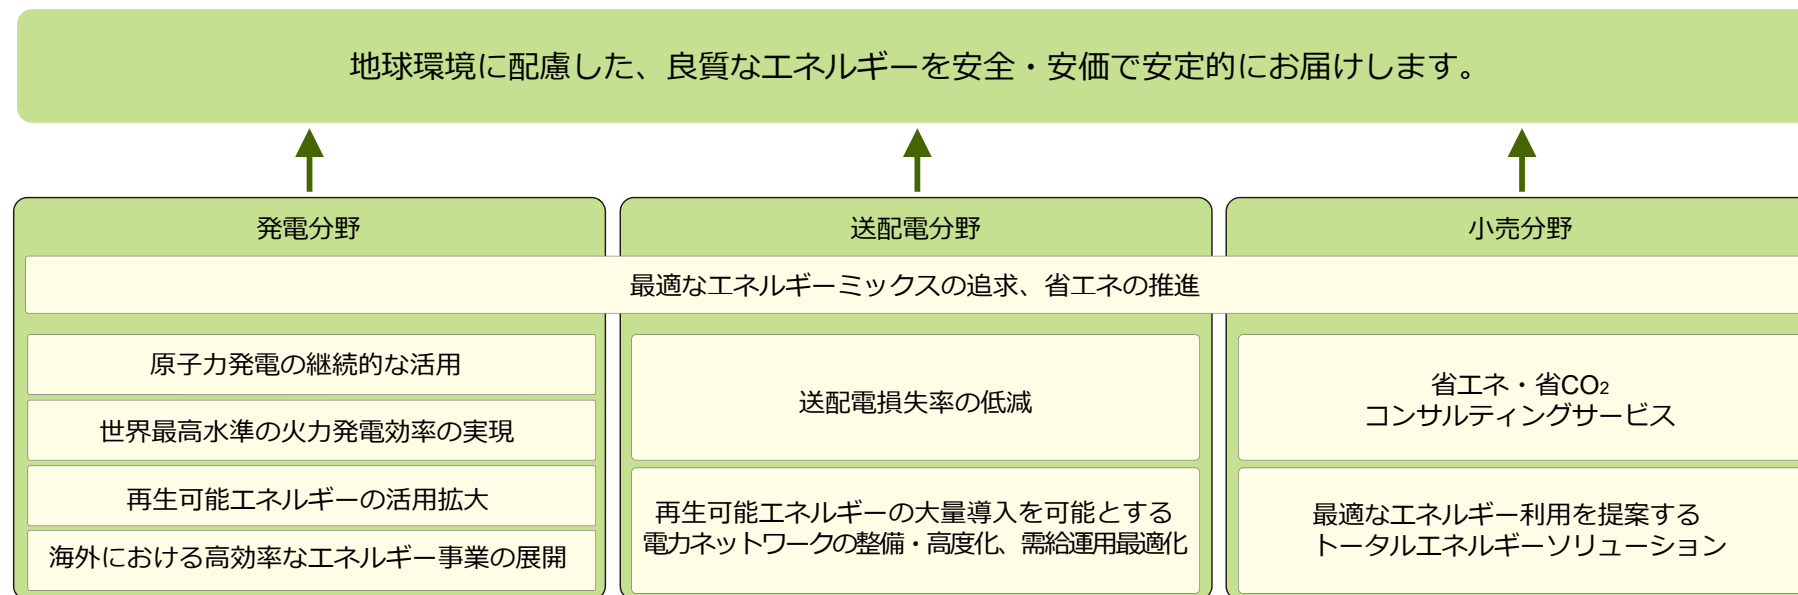 地球環境に配慮した、良質なエネルギーを安全・安価で安定的にお届けします。
発電分野
送配電分野
小売分野
最適なエネルギーミックスの追求、省エネの推進
原子力発電の継続的な活用
世界最高水準の火力発電効率の実現
再生可能エネルギーの活用拡大
海外における高効率なエネルギー事業の展開
送配電損失率の低減
再生可能エネルギーの大量導入を可能とする
電力ネットワークの整備・高度化、需給運用最適化
省エネ・省CO₂
コンサルティングサービス
最適なエネルギー利用を提案する
トータルエネルギーソリューション